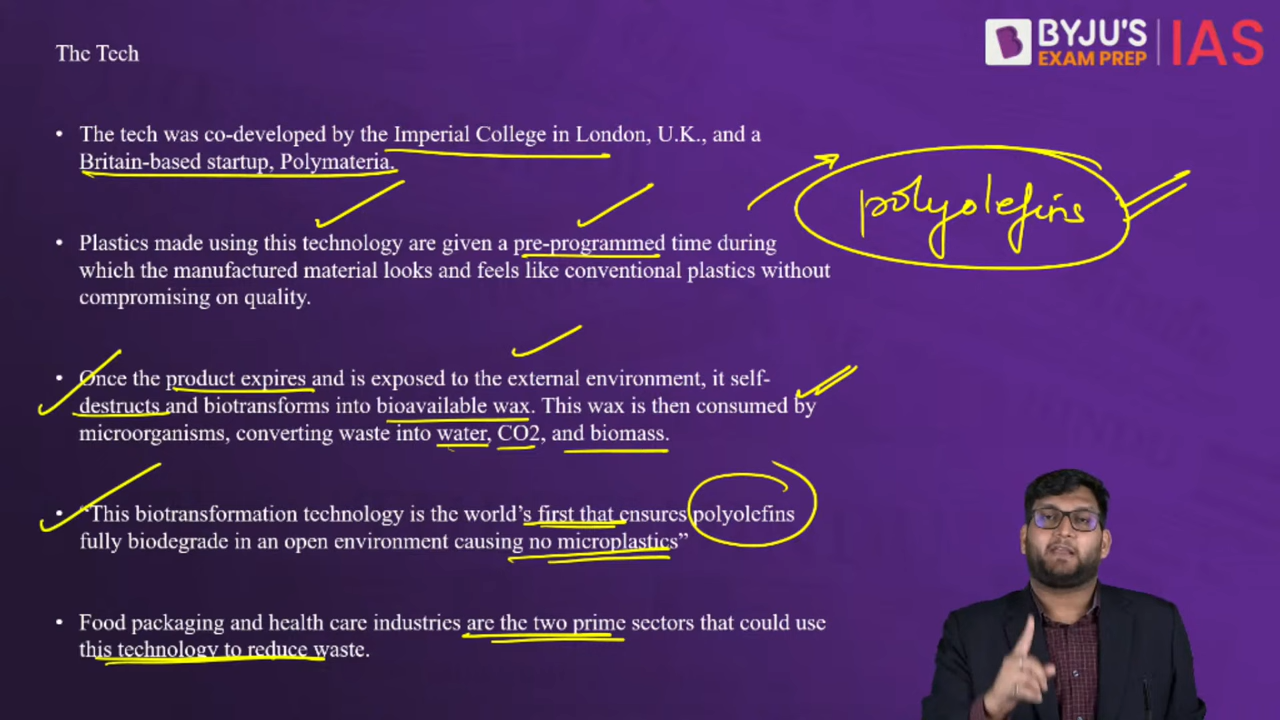 The Tech
BYJU'S
EXAM PREP
IAS
• The tech was co-developed by the Imperial College in London, U.K., and a
Britain-based startup, Polymateria.
polyolefins
• Plastics made using this technology are given a pre-programmed time during
which the manufactured material looks and feels like conventional plastics without
compromising on quality.
• Once the product expires and is exposed to the external environment, it self-
destructs and biotransforms into bioavailable wax. This wax is then consumed by
microorganisms, converting waste into water, CO2, and biomass.
• “This biotransformation technology is the world’s first that ensures polyolefins
fully biodegrade in an open environment causing no microplastics”
• Food packaging and health care industries are the two prime sectors that could use
this technology to reduce waste.